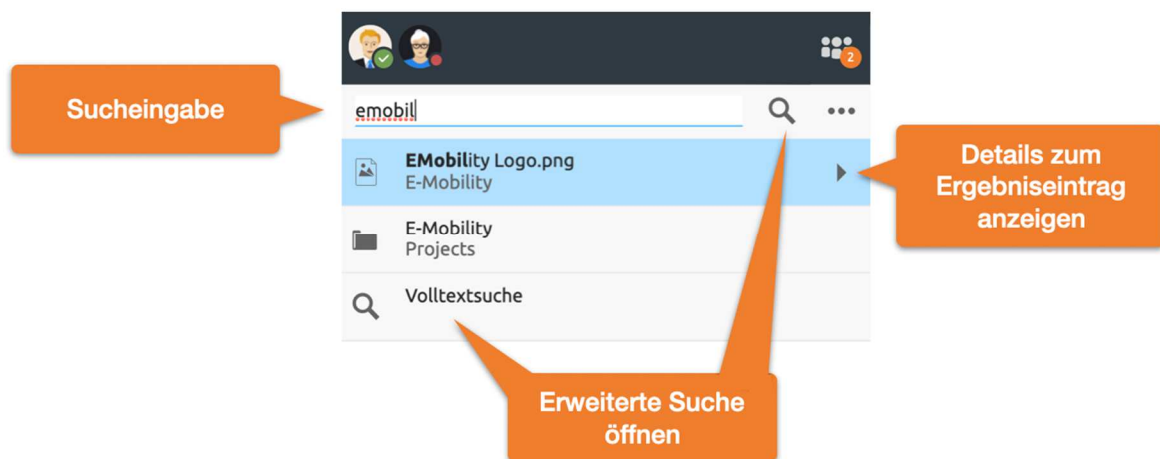 2
Sucheingabe
emobil
EMobility Logo.png
E-Mobility
Details zum
Ergebniseintrag
anzeigen
E-Mobility
Projects
Volltextsuche
Erweiterte Suche
öffnen